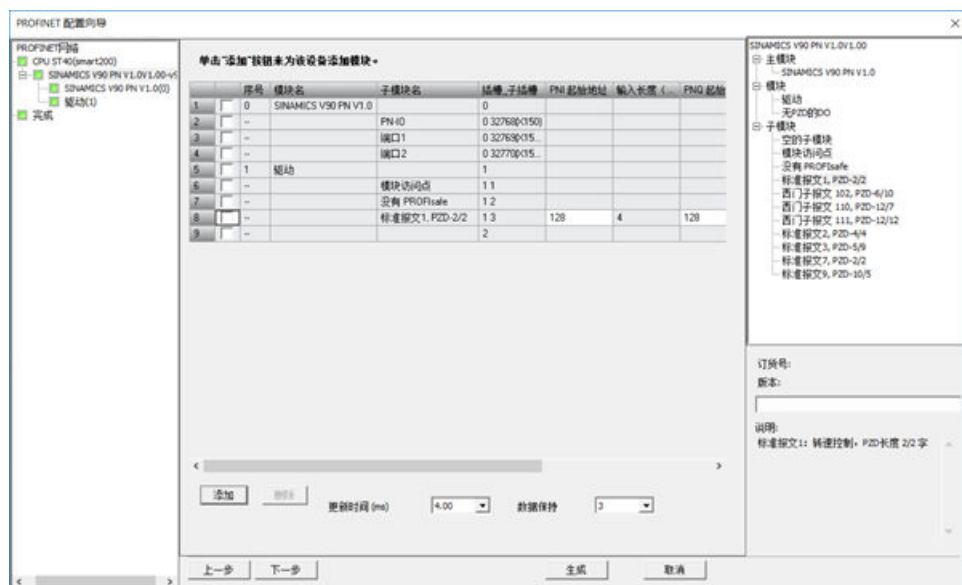 PROFINET 配置向导
PROFINET网络
CPU ST40(smart200)
SINAMICS V90 PN V1.0V1.00-v9
SINAMICS V90 PN V1.0(0)
驱动(1)
完成
单击“添加”按钮来为该设备添加模块。
序号 模块名 子模块名 插槽_子插槽 PNI 起始地址 输入长度 (... PNQ 起始
1 0 SINAMICS V90 PN V1.0 0
2 -- PN-IO 0 32768(X150)
3 -- 端口1 0 32769(X15...
4 -- 端口2 0 32770(X15...
5 1 驱动 1
6 -- 模块访问点 1 1
7 -- 没有 PROFIsafe 1 2
8 -- 标准报文1, PZD-2/2 1 3 128 4 128
9 -- 2
添加 删除
更新时间 (ms) 4.00 数据保持 3
上一步 下一步 生成 取消
SINAMICS V90 PN V1.0V1.00
主模块
SINAMICS V90 PN V1.0
模块
驱动
无PZD的DO
子模块
空的子模块
模块访问点
没有 PROFIsafe
标准报文1, PZD-2/2
西门子报文 102, PZD-6/10
西门子报文 110, PZD-12/7
西门子报文 111, PZD-12/12
标准报文2, PZD-4/4
标准报文3, PZD-5/9
标准报文7, PZD-2/2
标准报文9, PZD-10/5
订货号:
版本:
说明:
标准报文1: 转速控制, PZD长度 2/2 字